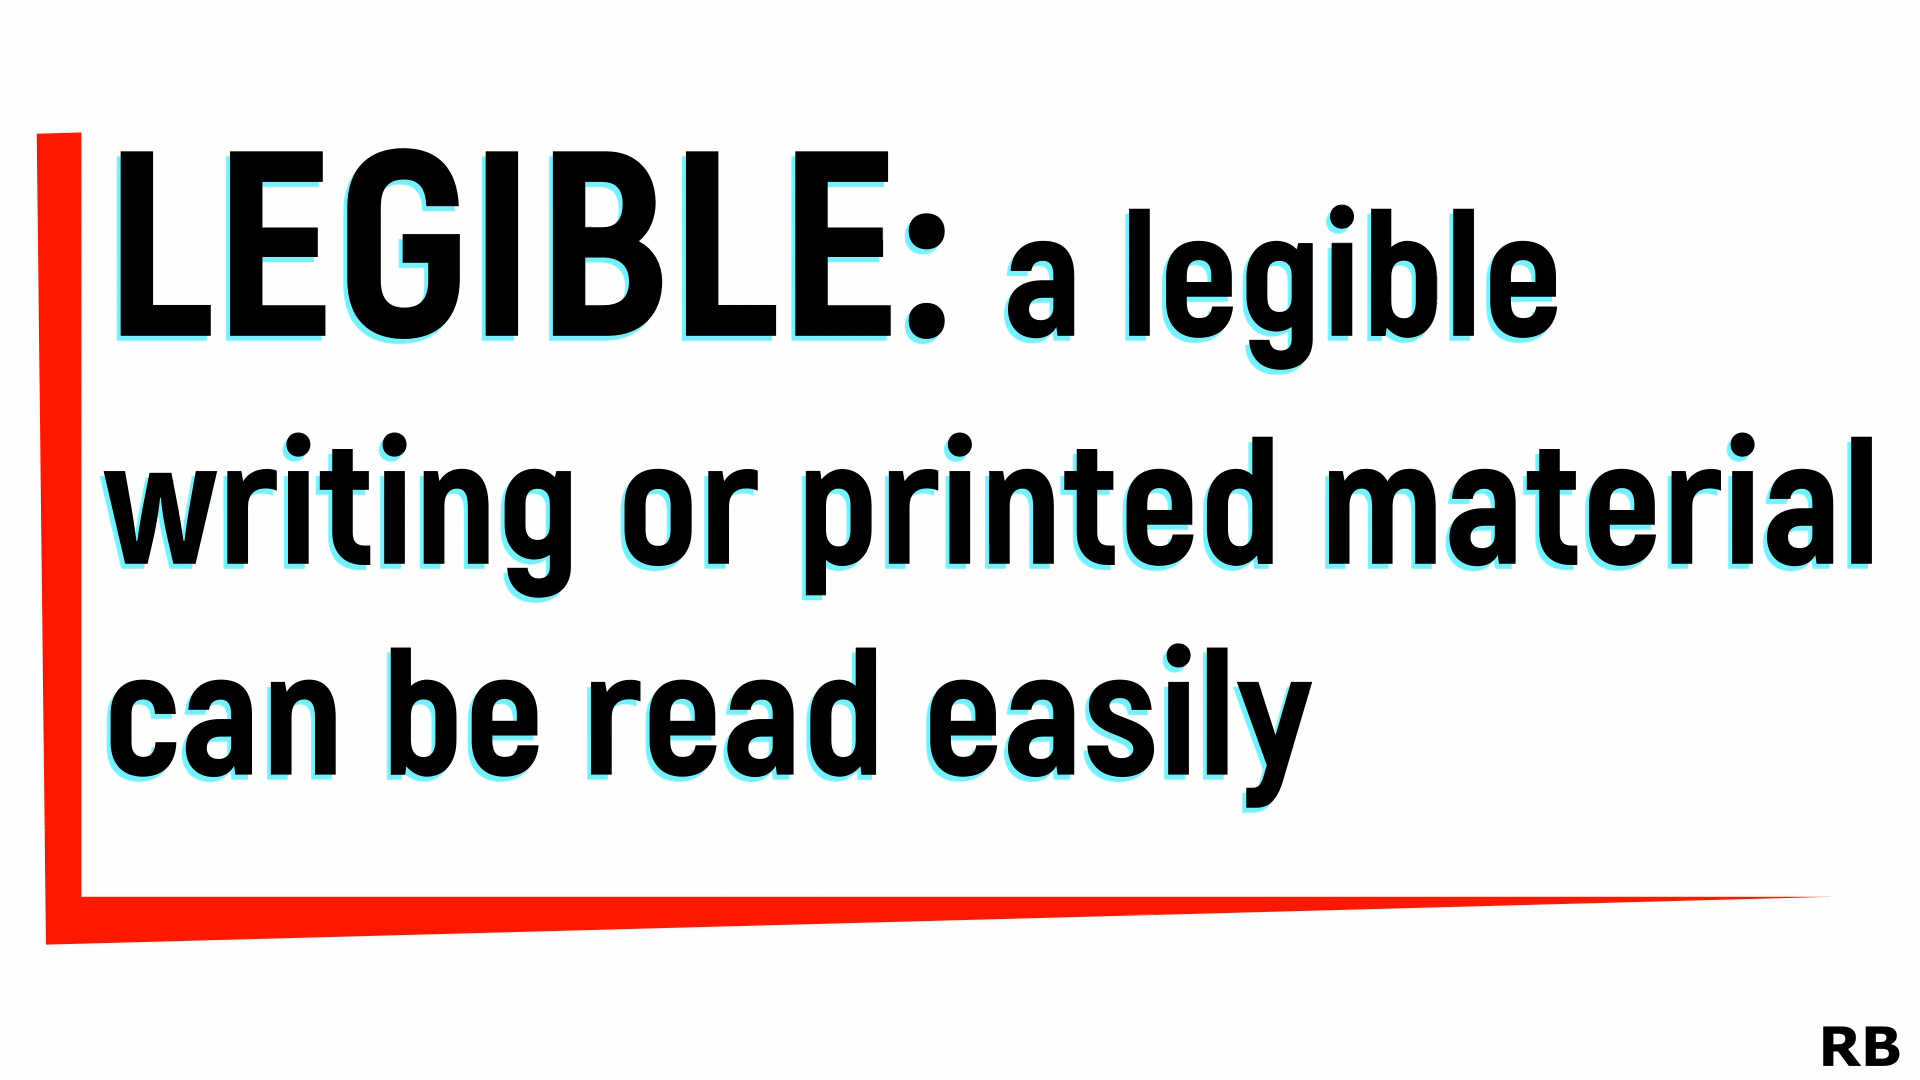 LEGIBLE: a legible
writing or printed material
can be read easily
RB